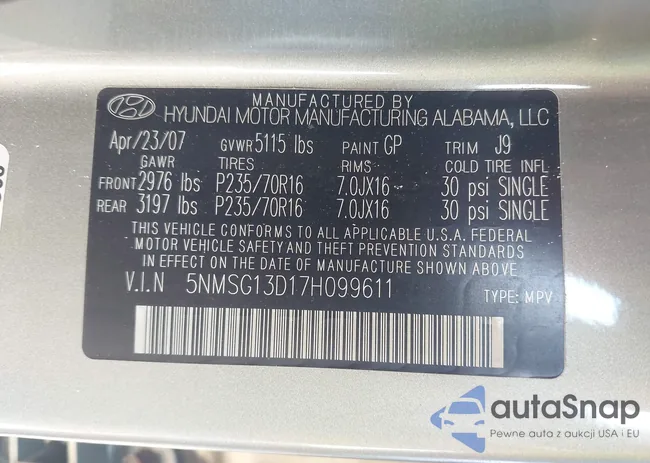 MANUFACTURED BY
HYUNDAI MOTOR MANUFACTURING ALABAMA, LLC
Apr/23/07 GVWR 5115 lbs PAINT GP TRIM J9
GAWR TIRES RIMS COLD TIRE INFL
FRONT 2976 lbs P235/70R16 7.0JX16 30 psi SINGLE
REAR 3197 lbs P235/70R16 7.0JX16 30 psi SINGLE
THIS VEHICLE CONFORMS TO ALL APPLICABLE U.S.A. FEDERAL
MOTOR VEHICLE SAFETY AND THEFT PREVENTION STANDARDS
IN EFFECT ON THE DATE OF MANUFACTURE SHOWN ABOVE.
V.I.N 5NMSG13D17H099611 TYPE: MPV
autaSnap
Pewne auta z aukcji USA i EU